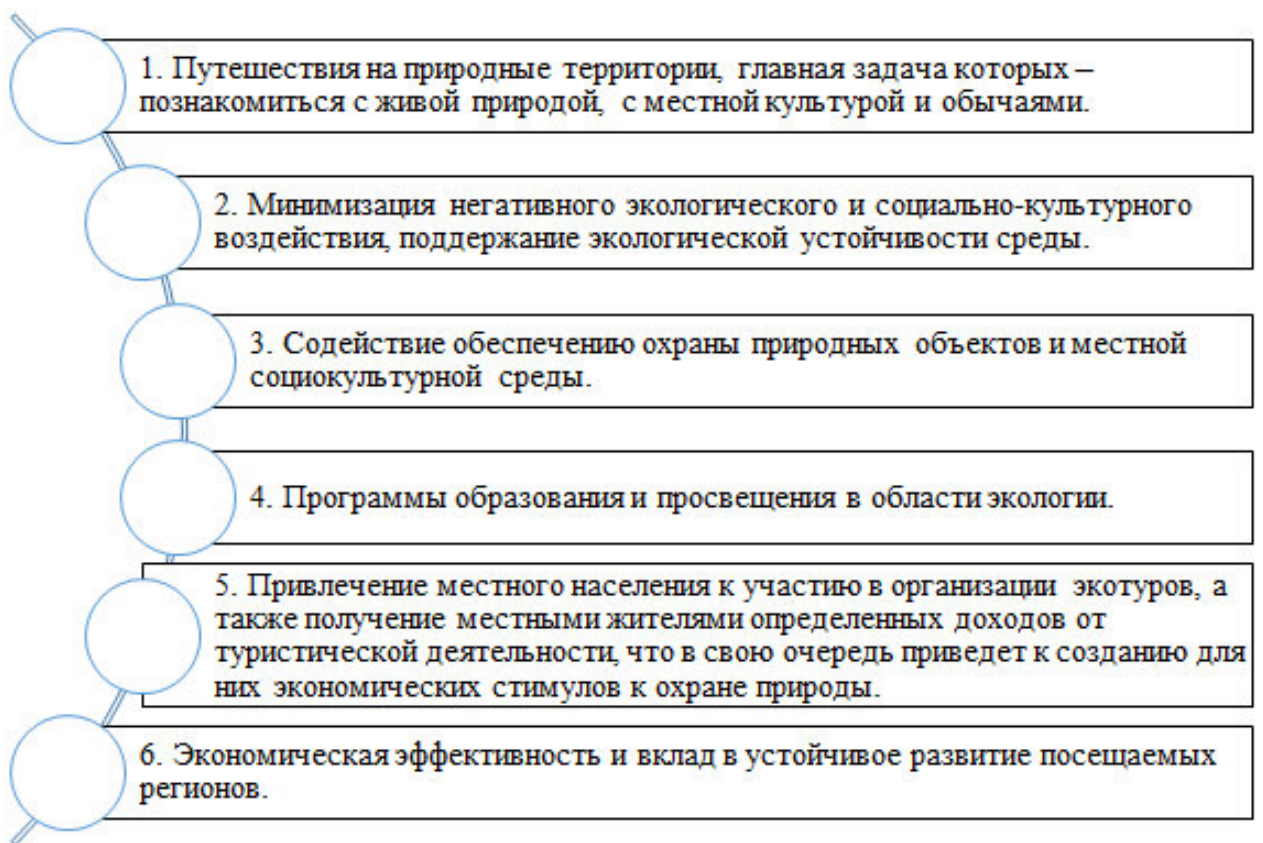 1. Путешествия на природные территории, главная задача которых –
познакомиться с живой природой, с местной культурой и обычаями.
2. Минимизация негативного экологического и социально-культурного
воздействия, поддержание экологической устойчивости среды.
3. Содействие обеспечению охраны природных объектов и местной
социокультурной среды.
4. Программы образования и просвещения в области экологии.
5. Привлечение местного населения к участию в организации экотуров, а
также получение местными жителями определенных доходов от
туристической деятельности, что в свою очередь приведет к созданию для
них экономических стимулов к охране природы.
6. Экономическая эффективность и вклад в устойчивое развитие посещаемых
регионов.